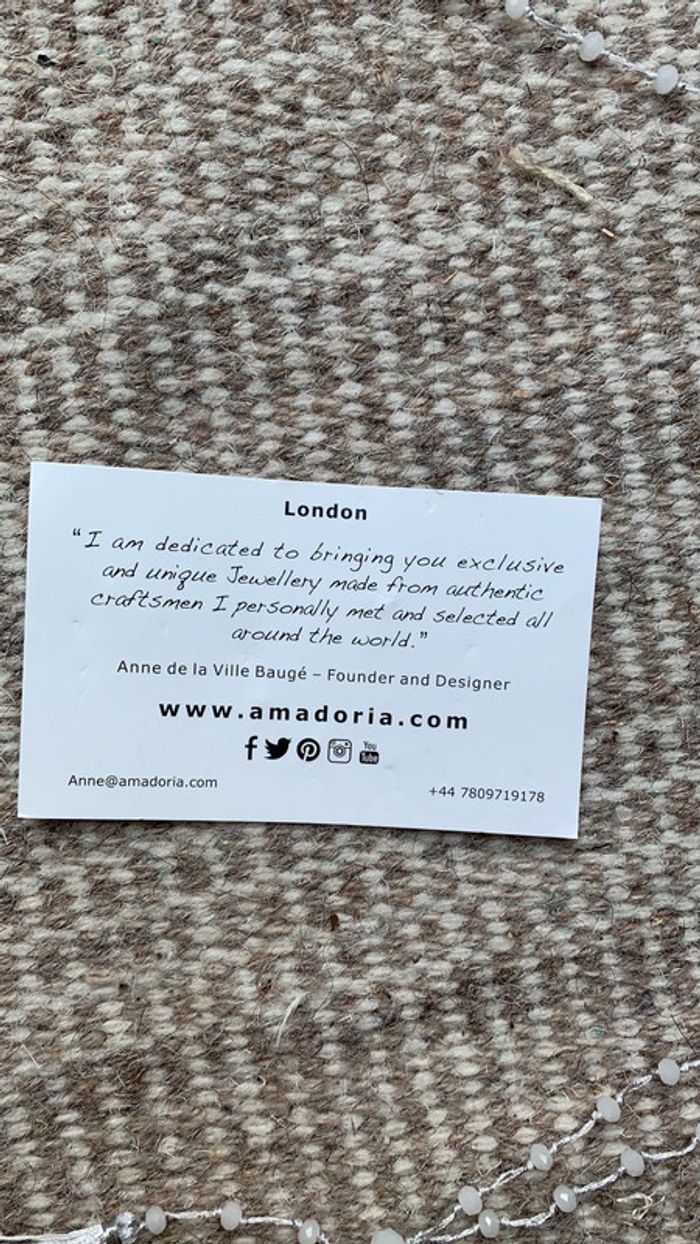 London
“I am dedicated to bringing you exclusive
and unique Jewellery made from authentic
craftsmen I personally met and selected all
around the world.”
Anne de la Ville Baugé – Founder and Designer
www.amadoria.com
f You
Tube
Anne@amadoria.com +44 7809719178